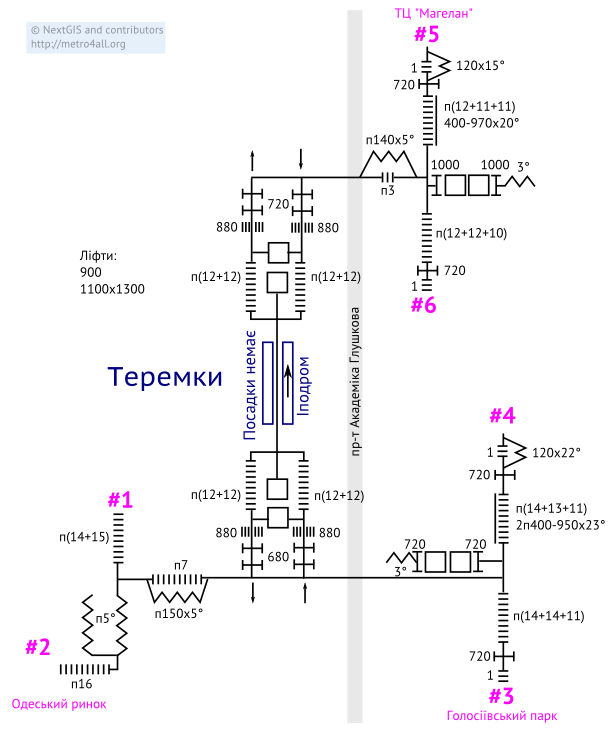 © NextGIS and contributors
http://metro4all.org
ТЦ "Магелан"
#5
1
120x15°
720
п(12+11+11)
400-970x20°
п140x5°
1000
1000
3°
п3
720
880
880
п(12+12+10)
Ліфти:
900
1100x1300
п(12+12)
п(12+12)
720
1
#6
Теремки
Посадки немає
Іподром
пр-т Академіка Глушкова
#4
1
120x22°
720
п(12+12)
п(12+12)
#1
п(14+13+11)
2п400-950x23°
п(14+15)
880
880
680
720
720
3°
п7
п150x5°
п5°
п(14+14+11)
#2
п16
720
1
#3
Одеський ринок
Голосіївський парк